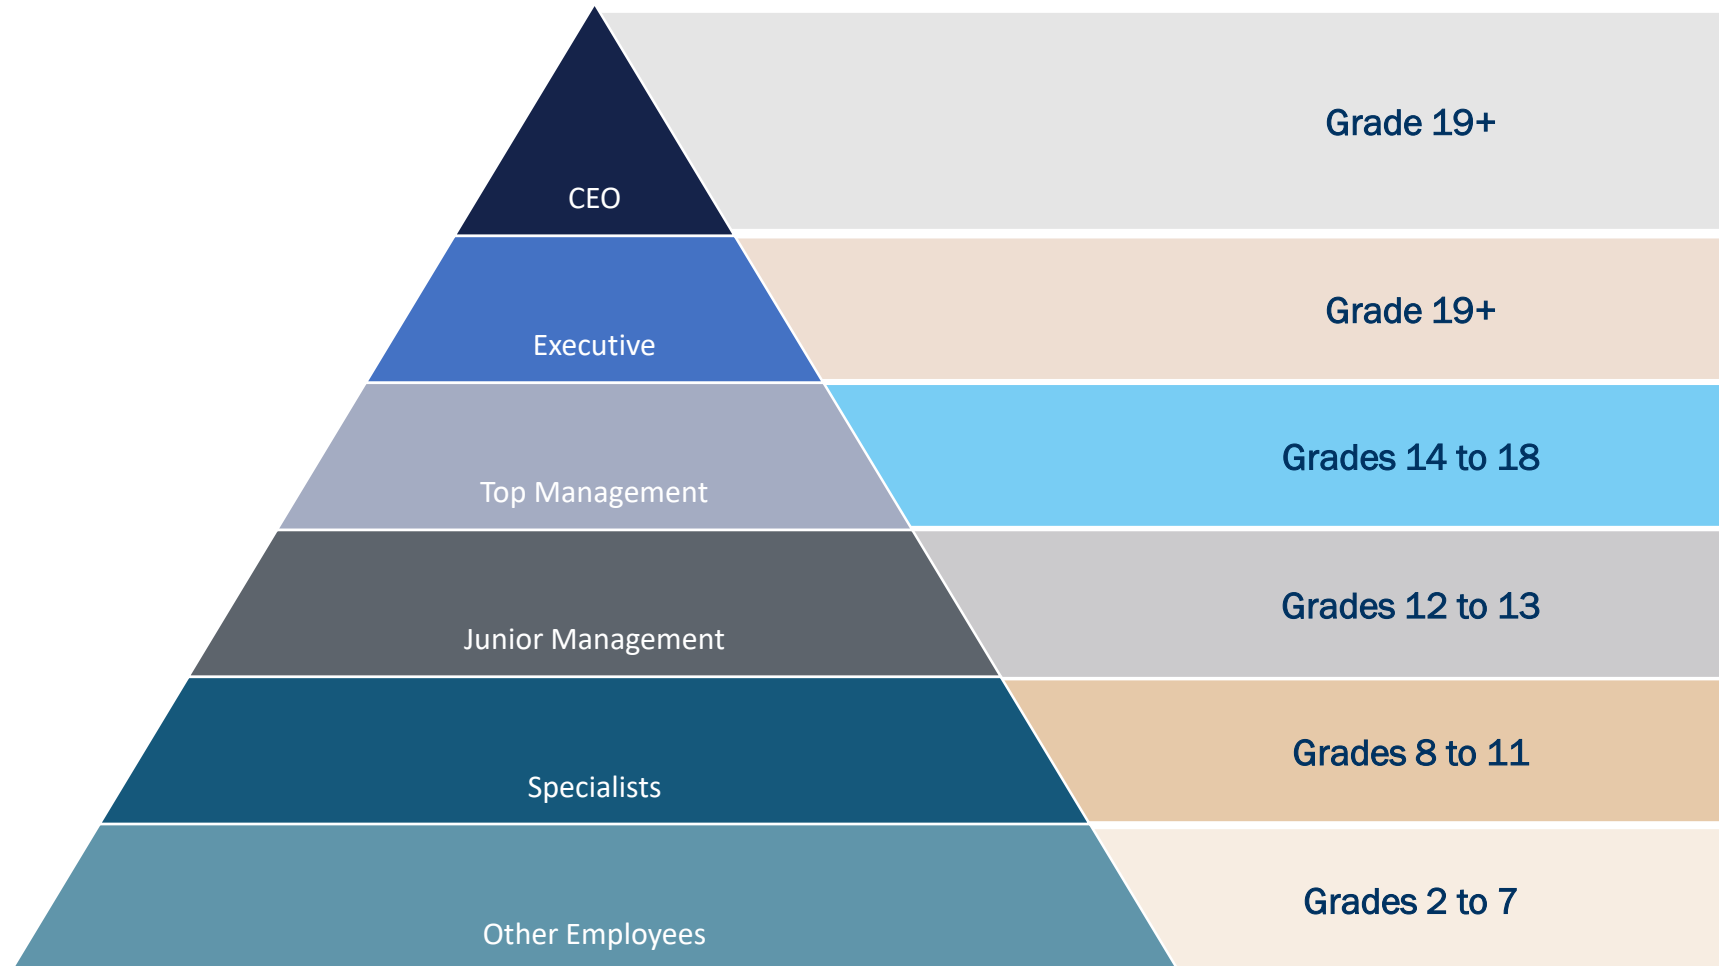 CEO
Grade 19+
Executive
Grade 19+
Top Management
Grades 14 to 18
Junior Management
Grades 12 to 13
Specialists
Grades 8 to 11
Other Employees
Grades 2 to 7